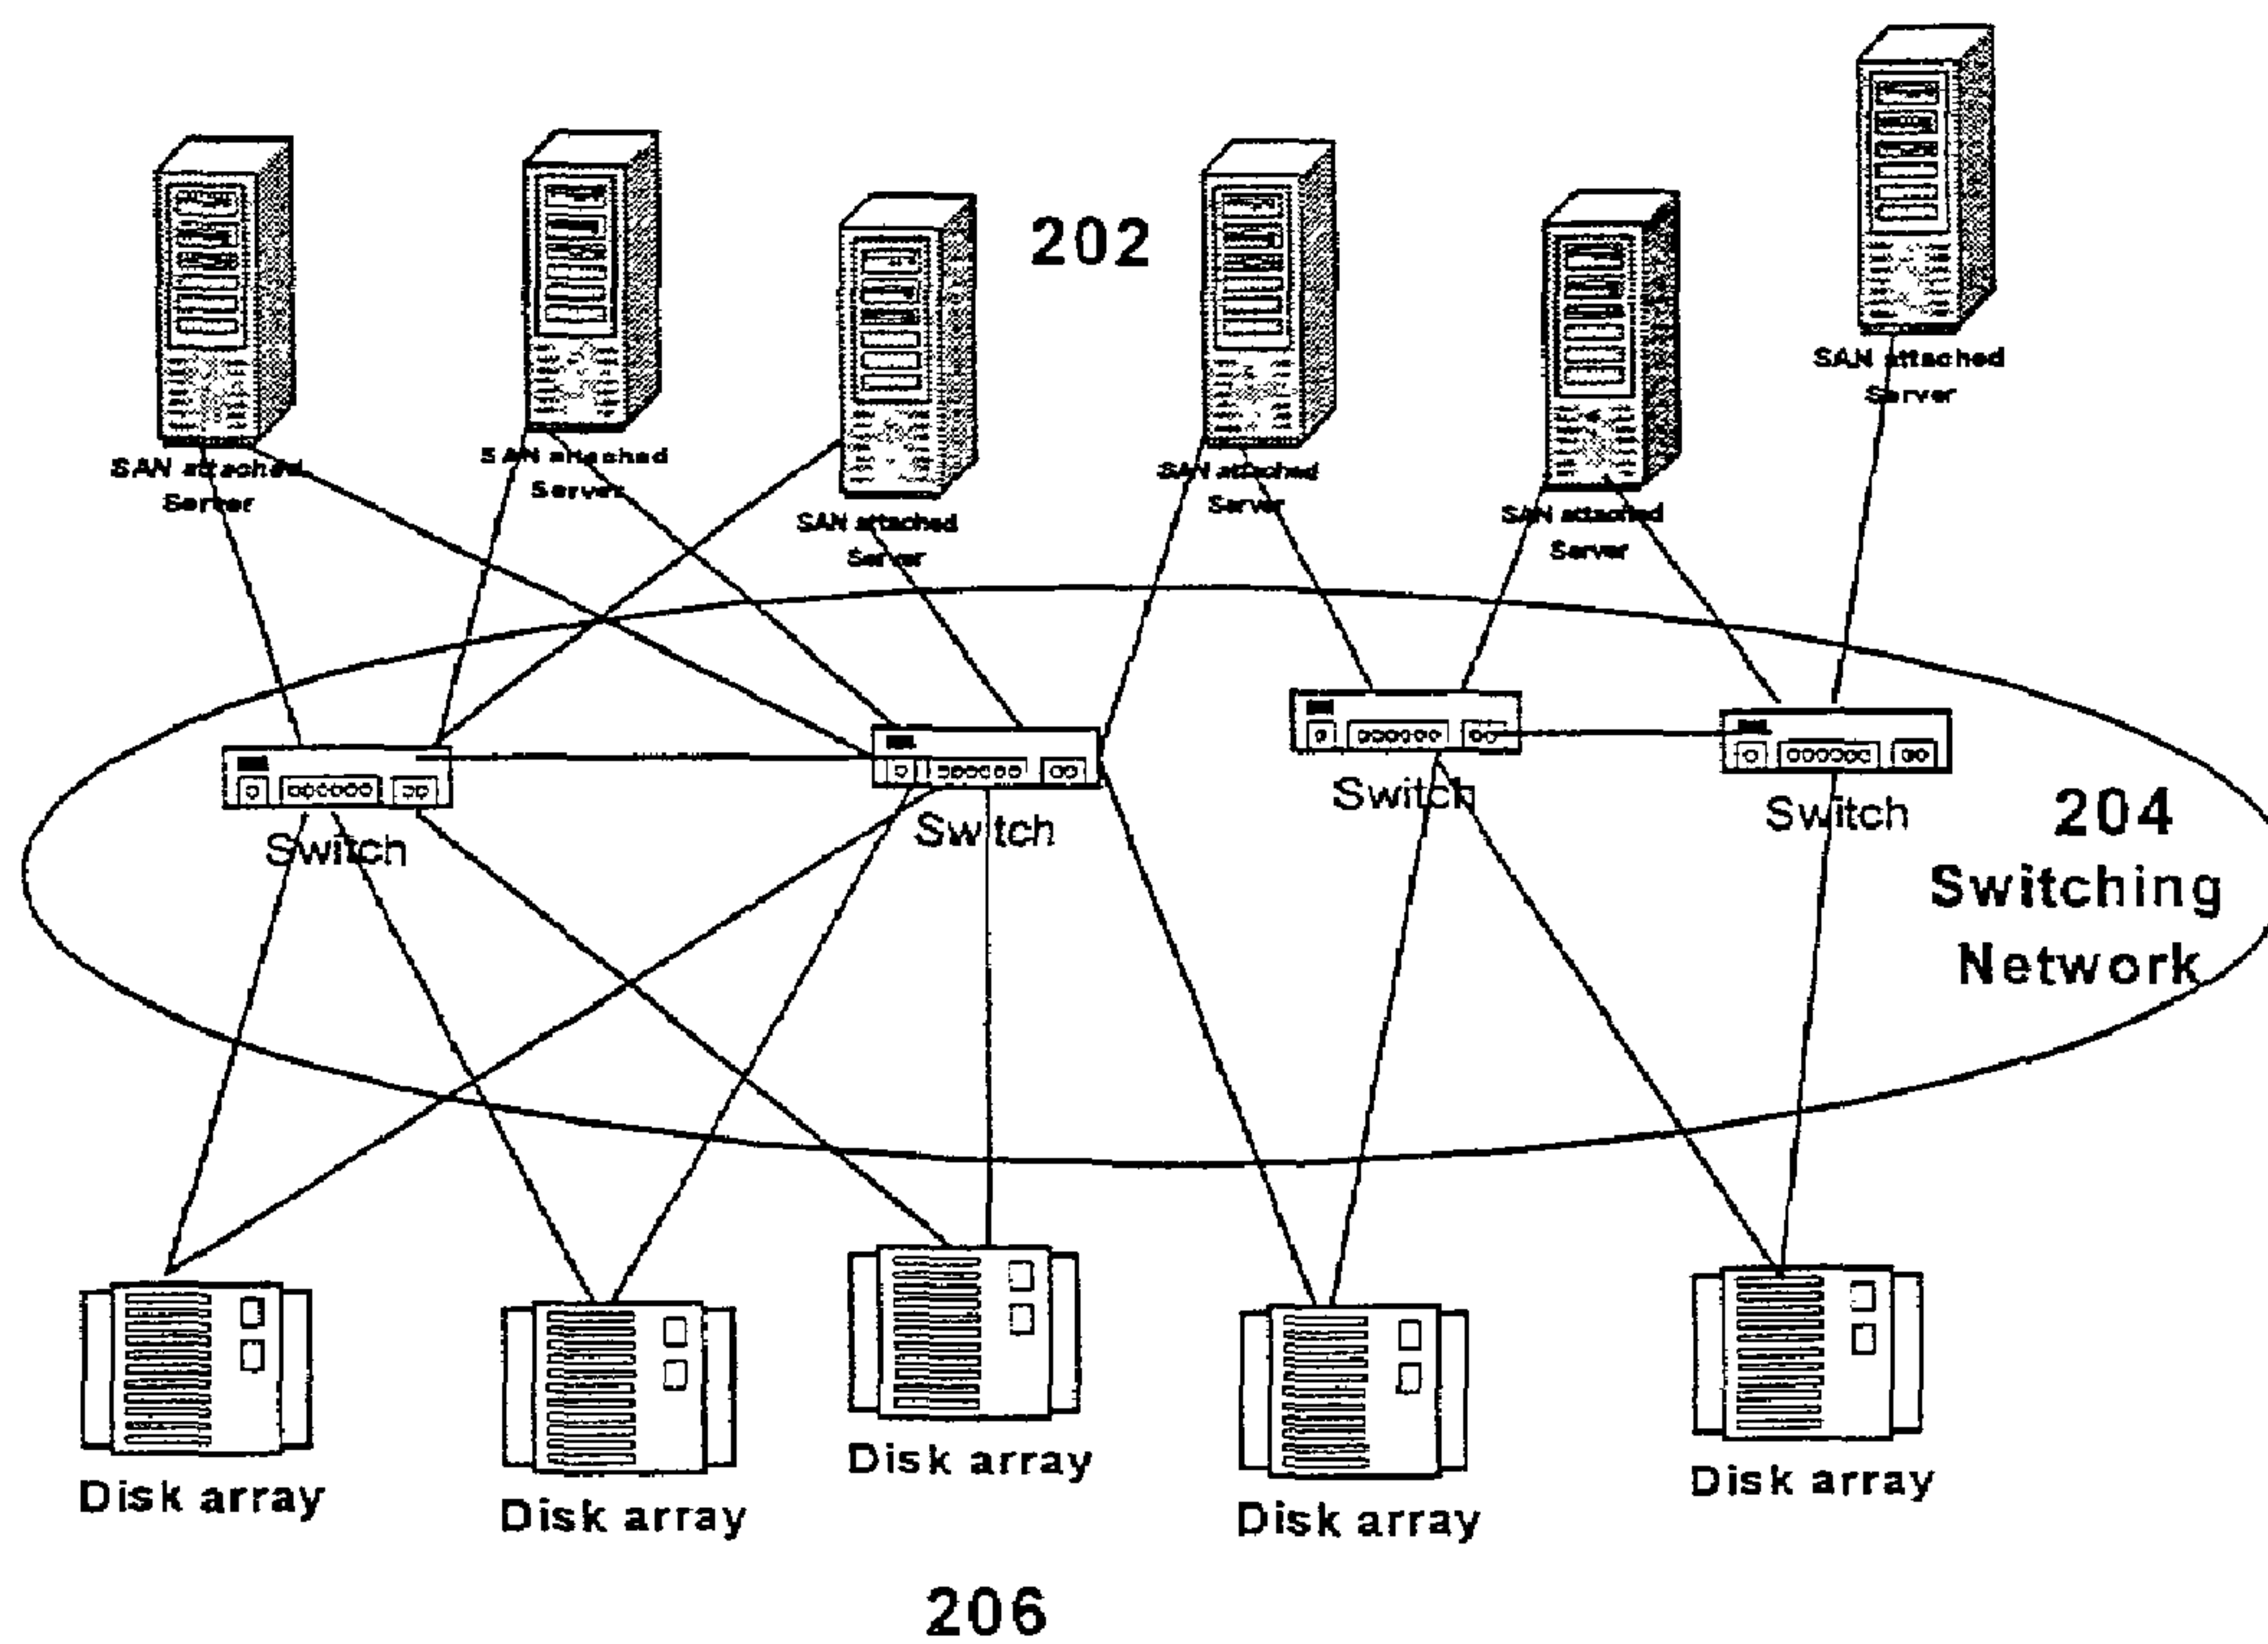 202
SAN attached
Server
SAN attached
Server
SAN attached
Server
SAN attached
Server
SAN attached
Server
SAN attached
Server
Switch
Switch
Switch
Switch
204
Switching
Network
Disk array
Disk array
Disk array
Disk array
Disk array
206